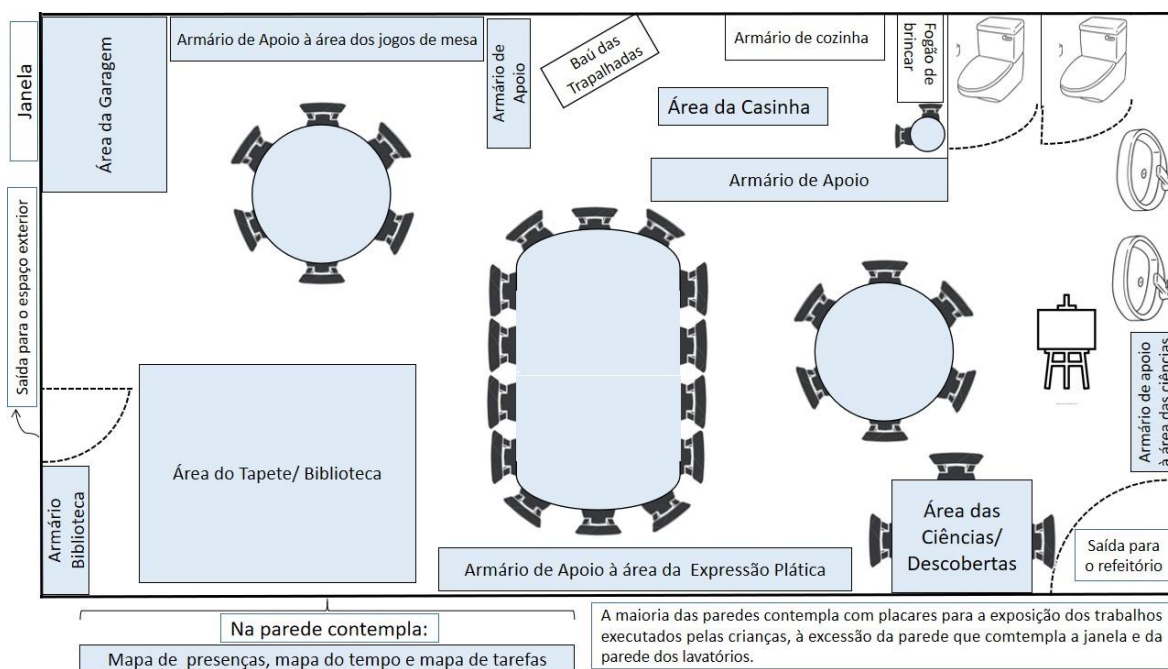 Janela
Área da Garagem
Armário de Apoio à área dos jogos de mesa
Armário de
Apoio
Baú das
Trapalhadas
Armário de cozinha
Fogão de
brincar
Área da Casinha
Armário de Apoio
Saída para o espaço exterior
Área do Tapete/ Biblioteca
Armário
Biblioteca
Armário de apoio
à área das ciências
Área das
Ciências/
Descobertas
Saída para
o refeitório
Armário de Apoio à área da Expressão Plática
Na parede contempla:
Mapa de presenças, mapa do tempo e mapa de tarefas
A maioria das paredes contempla com placares para a exposição dos trabalhos
executados pelas crianças, à excessão da parede que comtempla a janela e da
parede dos lavatórios.